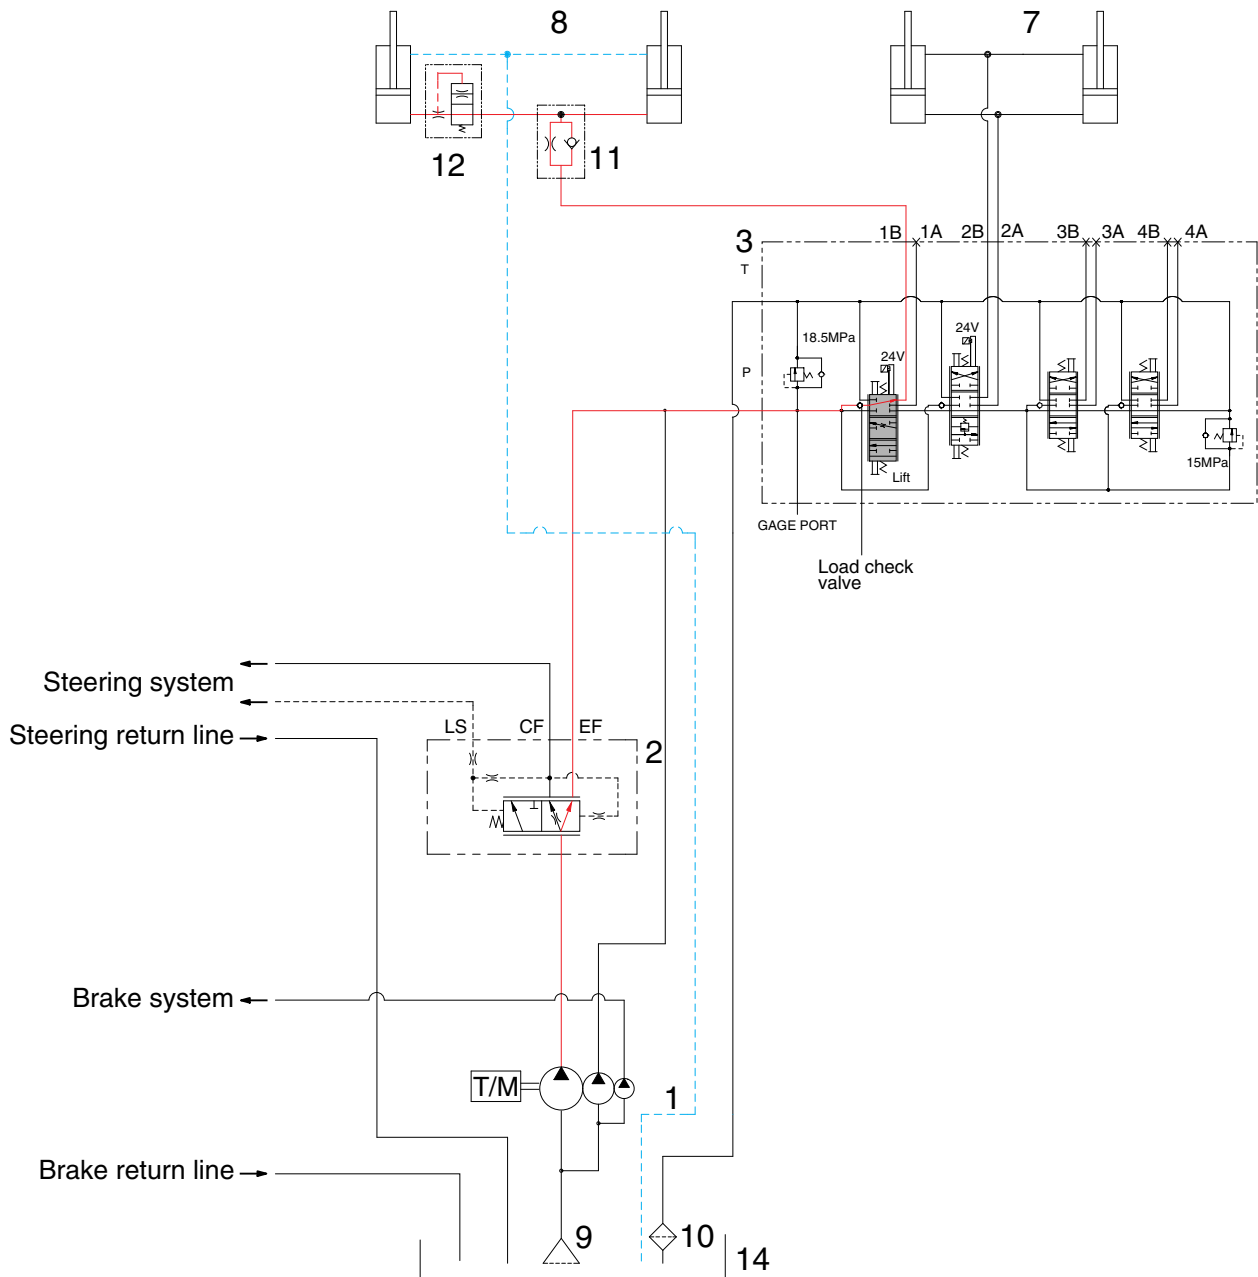 8
7
12
11
3
1B
1A
2B
2A
3B
3A
4B
4A
T
18.5MPa
24V
24V
P
Lift
15MPa
GAGE PORT
Load check
valve
Steering system
LS
CF
EF
Steering return line
2
Brake system
T/M
1
Brake return line
9
10
14